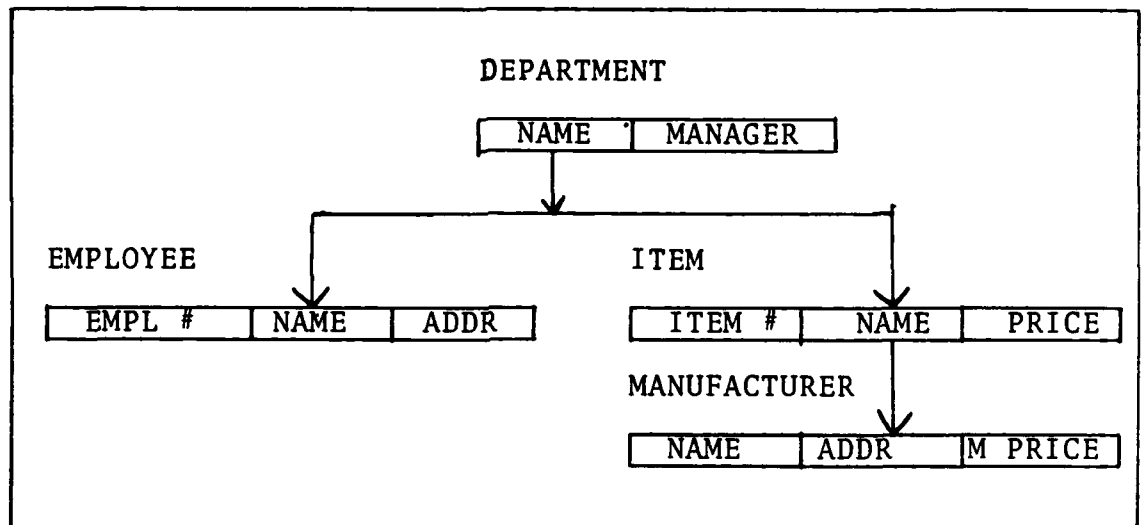 DEPARTMENT
NAME MANAGER
EMPLOYEE
EMPL # NAME ADDR
ITEM
ITEM # NAME PRICE
MANUFACTURER
NAME ADDR M PRICE